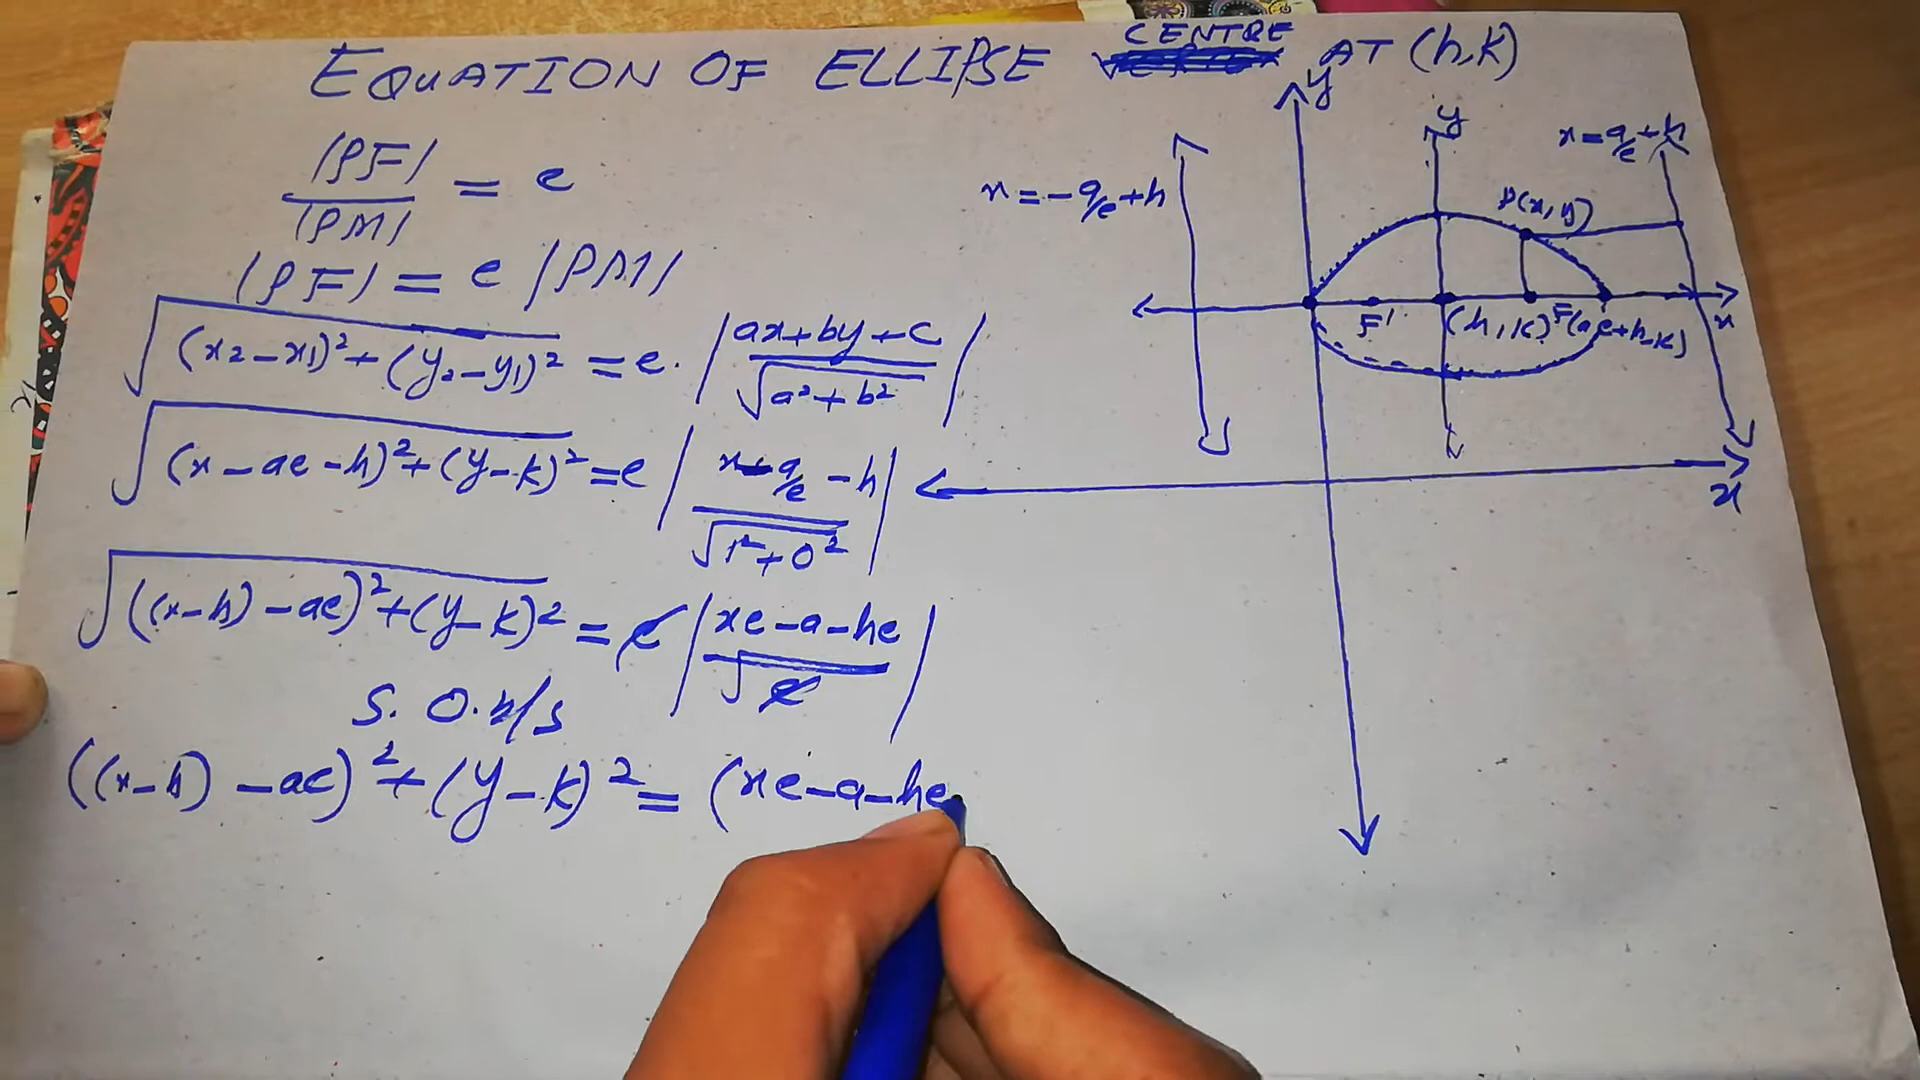 EQUATION OF ELLIPSE CENTRE AT (h,k)
|PF| / |PM| = e
|PF| = e |PM|
√((x₂-x₁)²+(y₂-y₁)²) = e. |ax+by+c / √(a²+b²)|
√((x-ae-h)²+(y-k)²) = e |x-a/e-h / √(1²+0²)|
√(((x-h)-ae)²+(y-k)²) = e |xe-a-he / √e|
S. O. b/s
((x-h)-ae)²+(y-k)² = (xe-a-he
y
y
x=a/e+h
x=-a/e+h
P(x,y)
F'
(h,k)
F(ae+h,k)
x
x